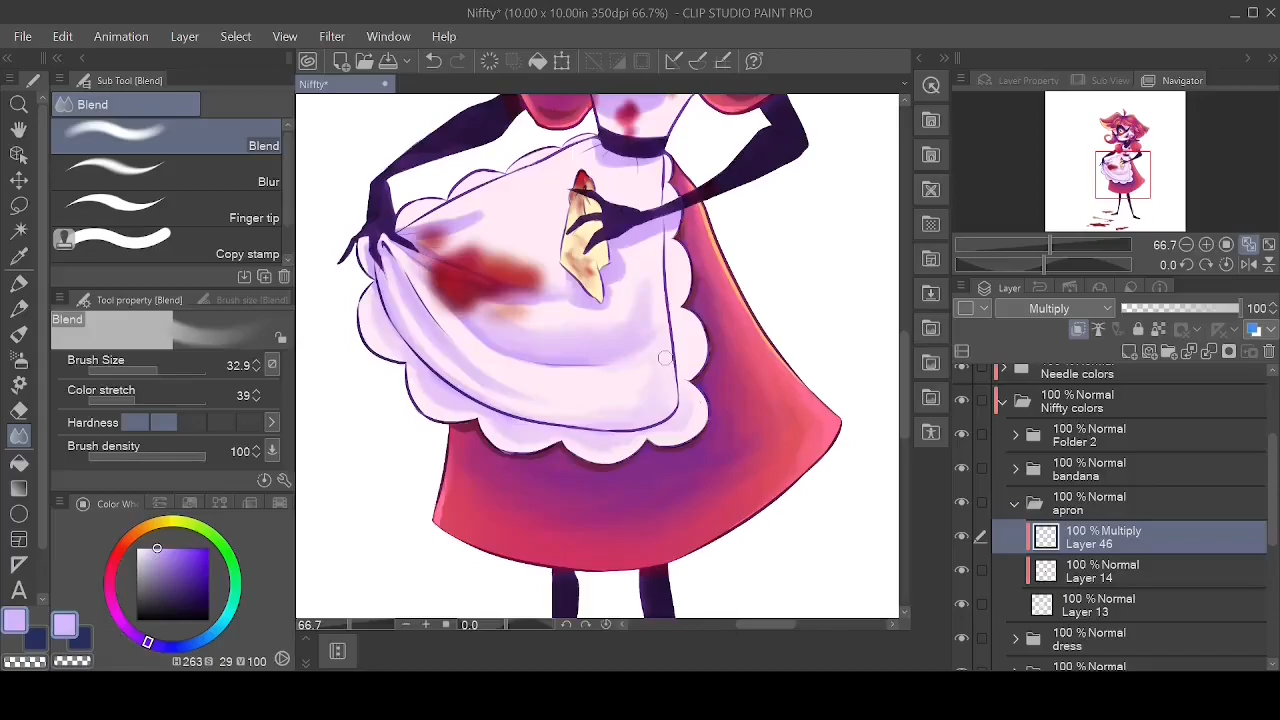 Niffty* (10.00 x 10.00in 350dpi 66.7%) - CLIP STUDIO PAINT PRO
File Edit Animation Layer Select View Filter Window Help
Sub Tool [Blend]
Niffty*
Layer Property Sub View Navigator
Blend
Blend
Blur
Finger tip
Copy stamp
66.7
0.0
Tool property [Blend] Brush size [Blend]
Layer
Blend
Multiply 100
Brush Size 32.9
Color stretch 39
Hardness
Brush density 100
Needle colors
100 % Normal
Niffty colors
100 % Normal
Folder 2
100 % Normal
bandana
100 % Normal
apron
100 % Multiply
Layer 46
100 % Normal
Layer 14
100 % Normal
Layer 13
100 % Normal
dress
100 % Normal
Color Whe
A
66.7 0.0
H 263 S 29 V 100